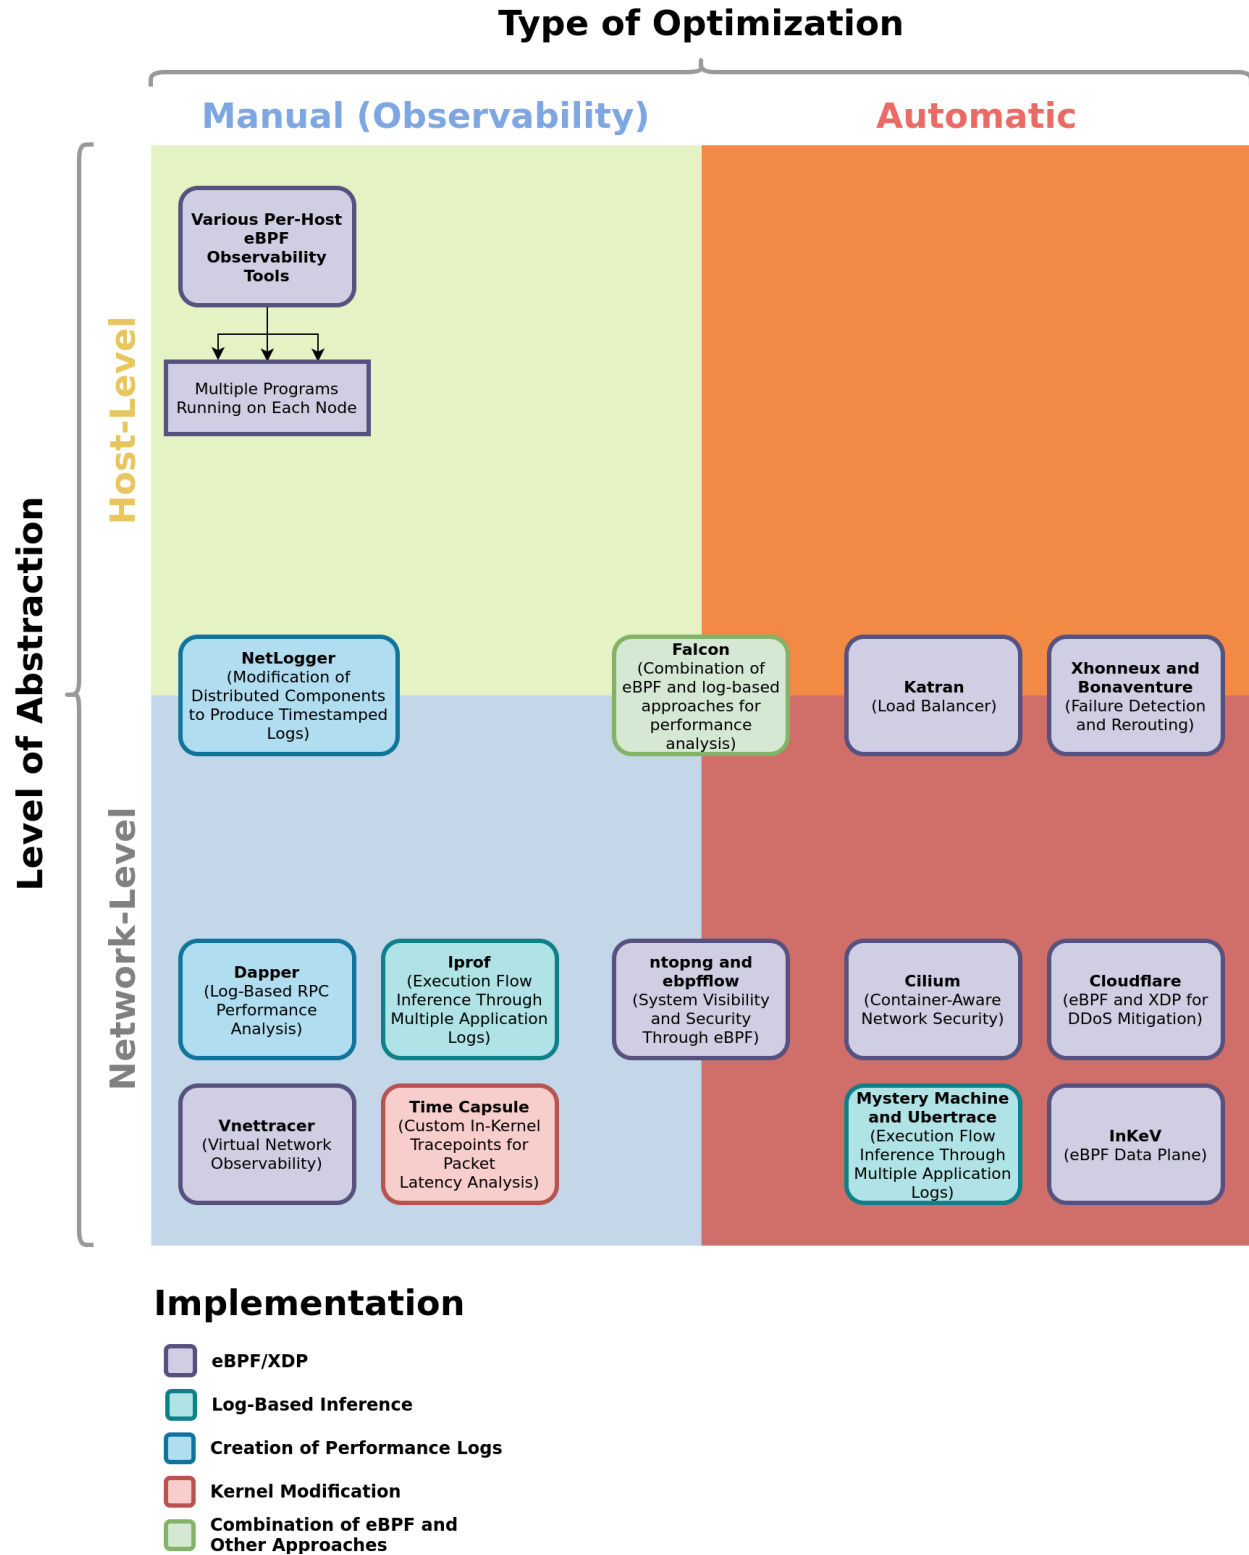 Type of Optimization
Manual (Observability)
Automatic
Level of Abstraction
Host-Level
Network-Level
Various Per-Host
eBPF
Observability
Tools
Multiple Programs
Running on Each Node
NetLogger
(Modification of
Distributed Components
to Produce Timestamped
Logs)
Falcon
(Combination of
eBPF and log-based
approaches for
performance
analysis)
Katran
(Load Balancer)
Xhonneux and
Bonaventure
(Failure Detection
and Rerouting)
Dapper
(Log-Based RPC
Performance
Analysis)
lprof
(Execution Flow
Inference Through
Multiple Application
Logs)
ntopng and
ebpfflow
(System Visibility
and Security
Through eBPF)
Cilium
(Container-Aware
Network Security)
Cloudflare
(eBPF and XDP for
DDoS Mitigation)
Vnettracer
(Virtual Network
Observability)
Time Capsule
(Custom In-Kernel
Tracepoints for
Packet
Latency Analysis)
Mystery Machine
and Ubertrace
(Execution Flow
Inference Through
Multiple Application
Logs)
InKeV
(eBPF Data Plane)
Implementation
eBPF/XDP
Log-Based Inference
Creation of Performance Logs
Kernel Modification
Combination of eBPF and
Other Approaches